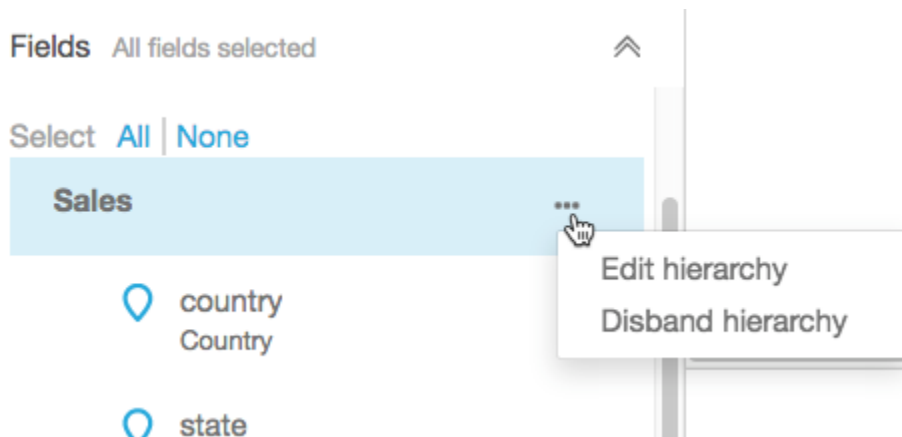 Fields All fields selected
Select All | None
Sales
Edit hierarchy
Disband hierarchy
country
Country
state